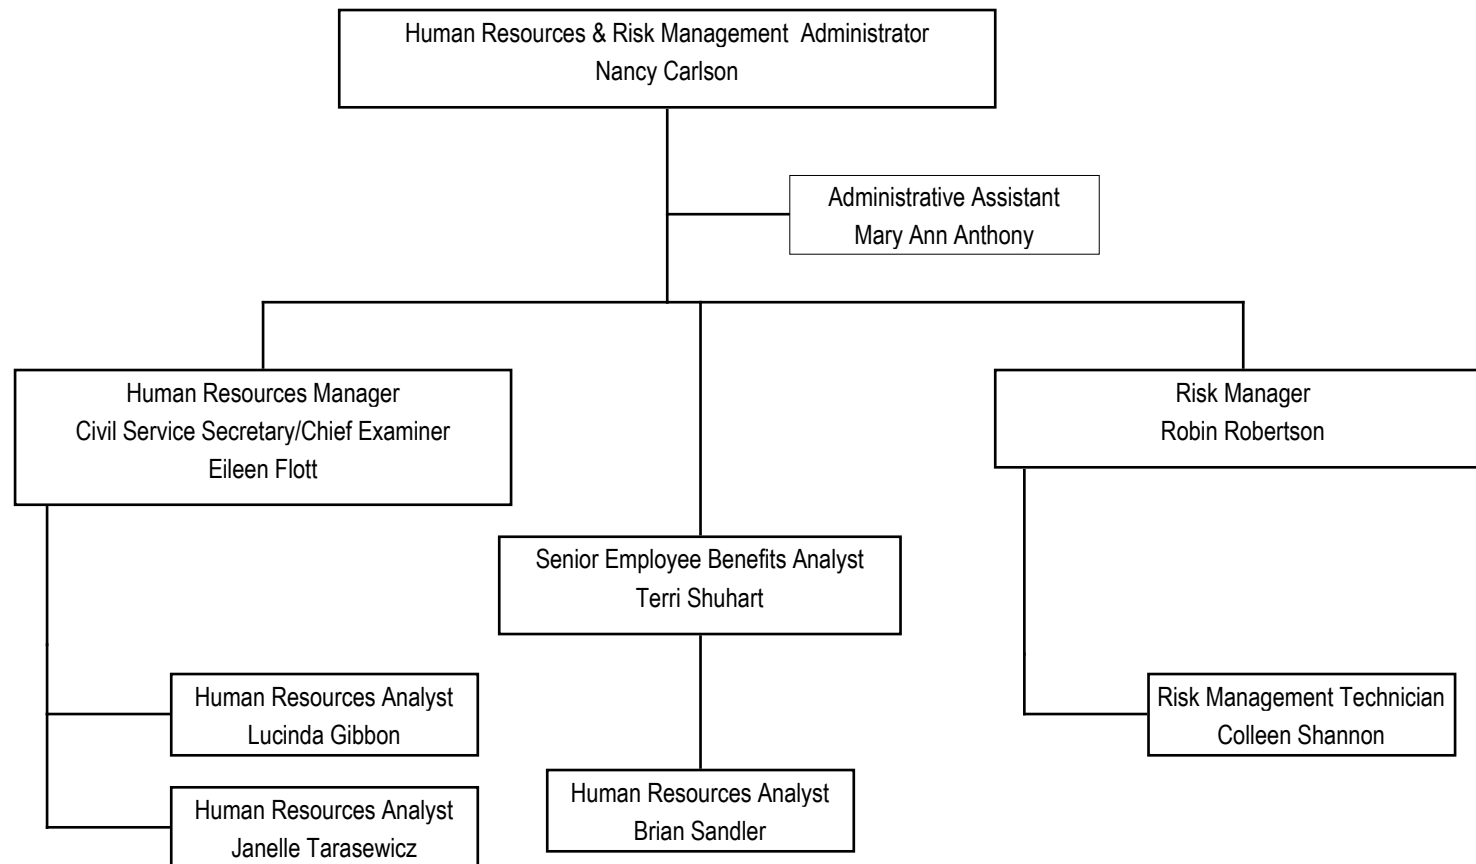 Human Resources & Risk Management Administrator
Nancy Carlson
Administrative Assistant
Mary Ann Anthony
Human Resources Manager
Civil Service Secretary/Chief Examiner
Eileen Flott
Risk Manager
Robin Robertson
Senior Employee Benefits Analyst
Terri Shuhart
Human Resources Analyst
Lucinda Gibbon
Risk Management Technician
Colleen Shannon
Human Resources Analyst
Brian Sandler
Human Resources Analyst
Janelle Tarasewicz